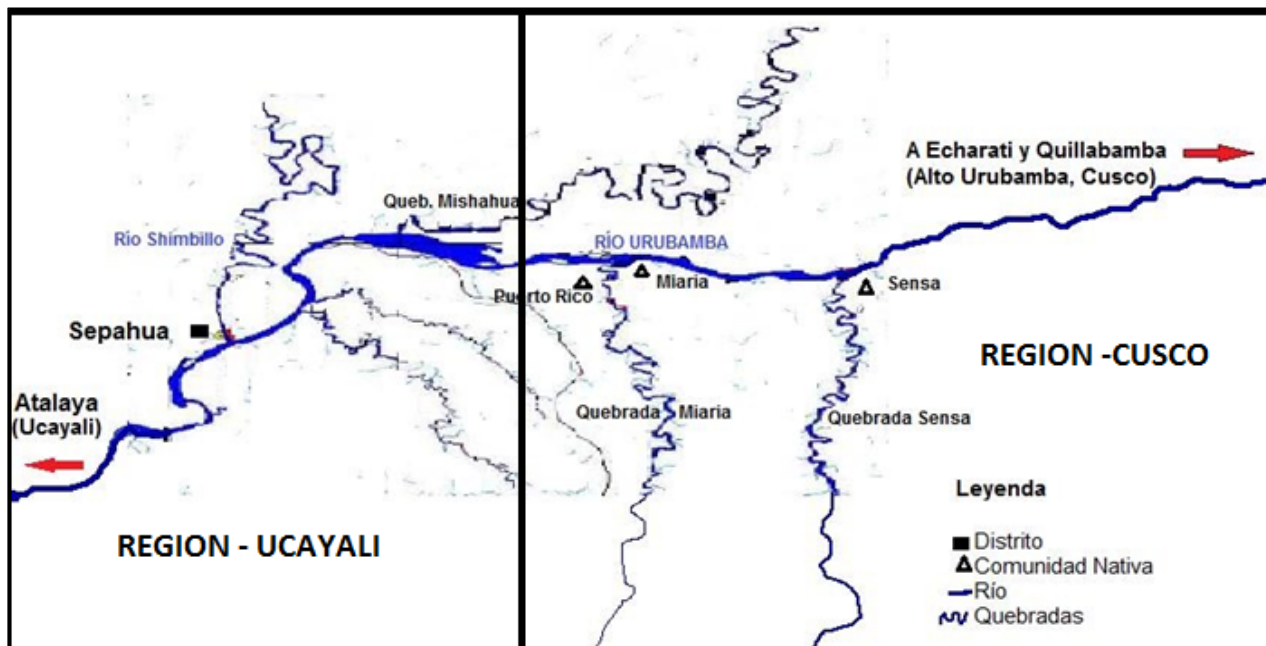 A Echarati y Quillabamba
(Alto Urubamba, Cusco)
Queb. Mishahua
Río Shimbillo
RÍO URUBAMBA
Puerto Rico
Miaria
Sensa
Sepahua
REGION -CUSCO
Atalaya
(Ucayali)
Quebrada Miaria
Quebrada Sensa
REGION - UCAYALI
Leyenda
Distrito
Comunidad Nativa
Río
Quebradas